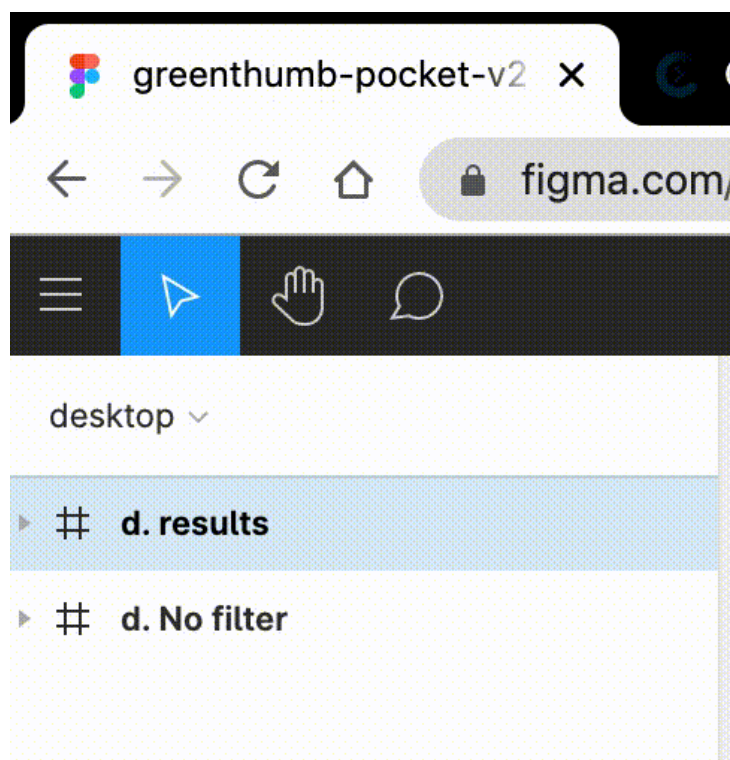 greenthumb-pocket-v2
figma.com/
desktop
d. results
d. No filter